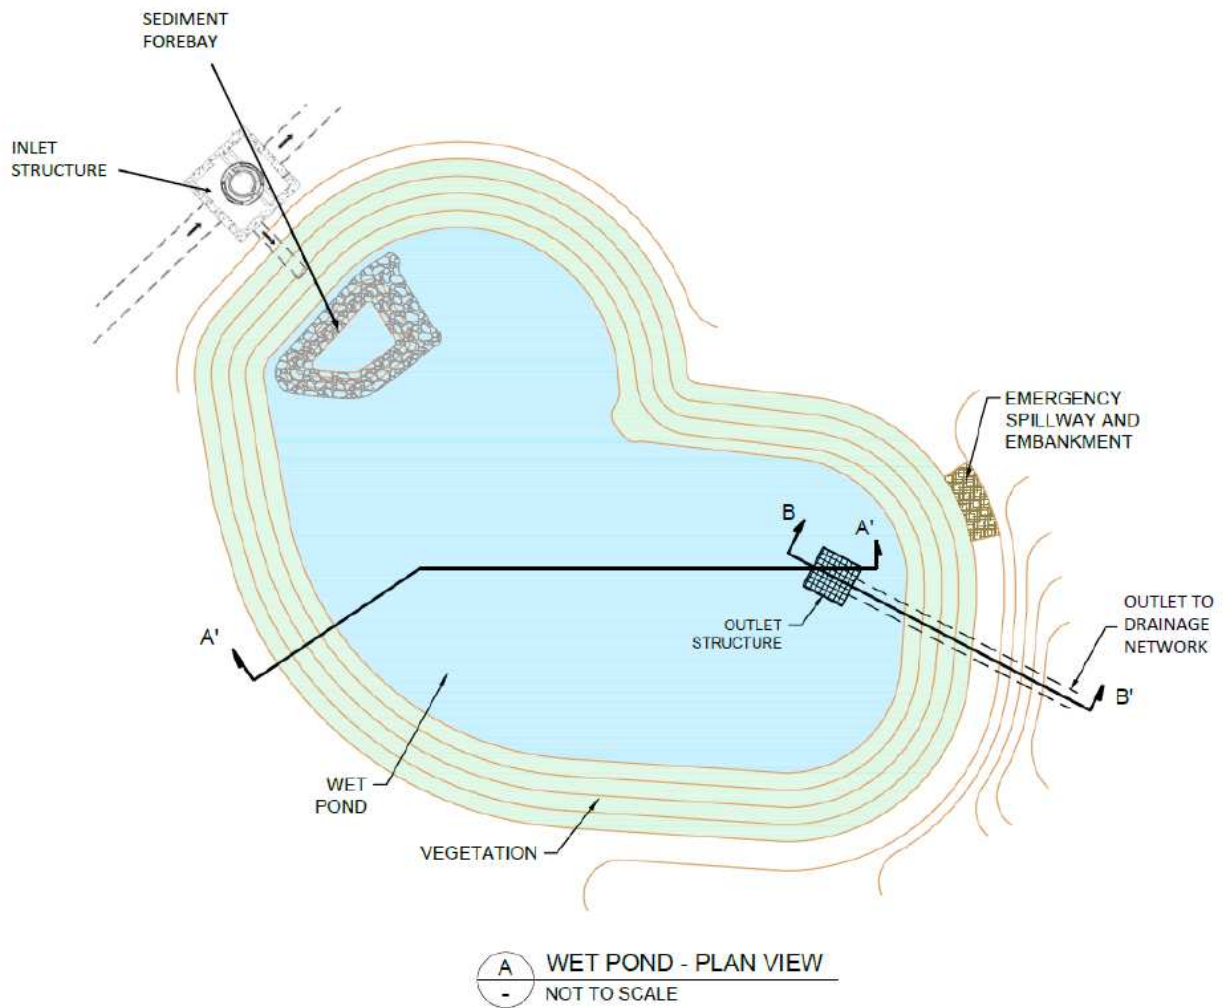 SEDIMENT
FOREBAY
INLET
STRUCTURE
EMERGENCY
SPILLWAY AND
EMBANKMENT
B
A'
OUTLET
STRUCTURE
OUTLET TO
DRAINAGE
NETWORK
A'
B'
WET
POND
VEGETATION
A
-
WET POND - PLAN VIEW
NOT TO SCALE